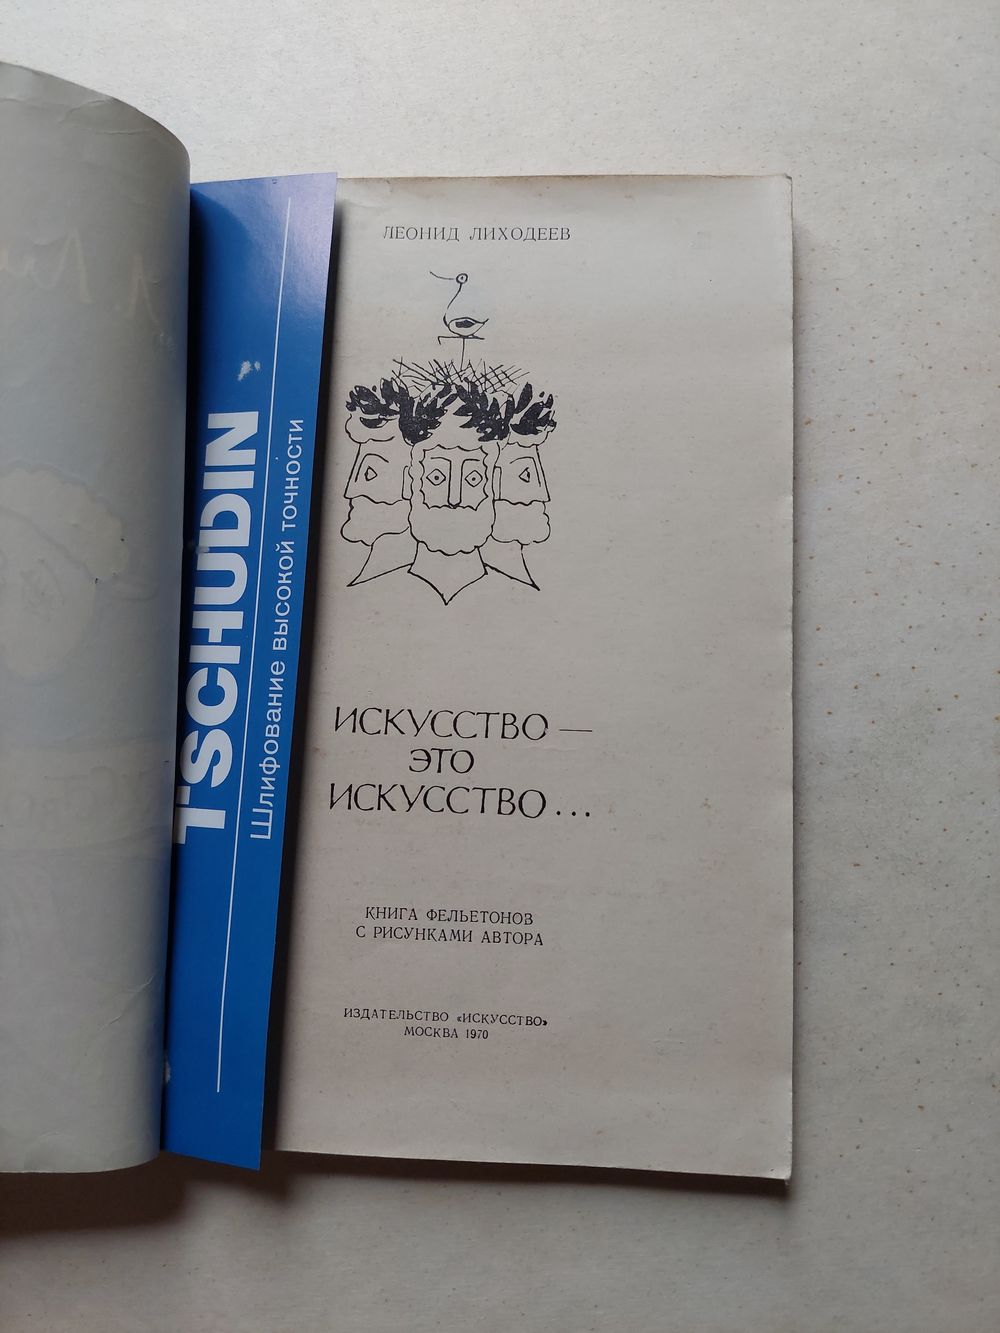 TSCHUDIN
Шлифование высокой точности
ЛЕОНИД ЛИХОДЕЕВ
ИСКУССТВО —
ЭТО
ИСКУССТВО...
КНИГА ФЕЛЬЕТОНОВ
С РИСУНКАМИ АВТОРА
ИЗДАТЕЛЬСТВО «ИСКУССТВО»
МОСКВА 1970